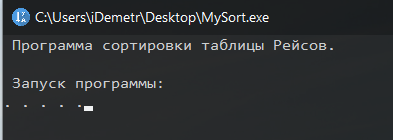 C:\Users\iDemetr\Desktop\MySort.exe
Программа сортировки таблицы Рейсов.
Запуск программы:
. . . . .